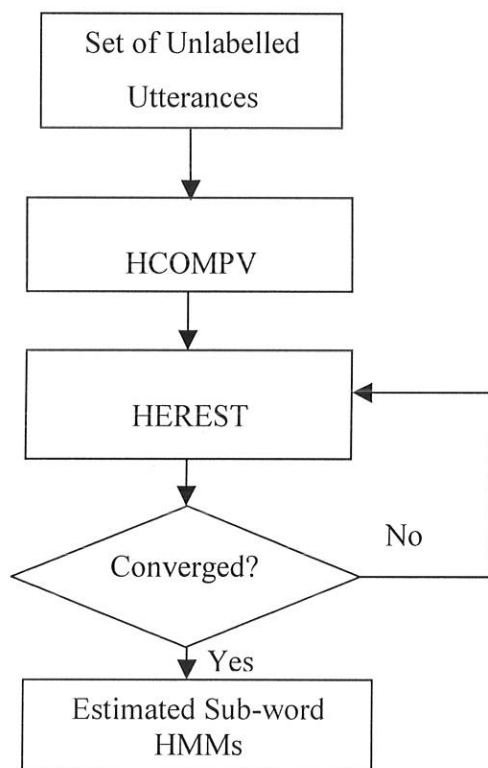 Set of Unlabelled
Utterances
HCOMPV
HEREST
Converged?
No
Yes
Estimated Sub-word
HMMs